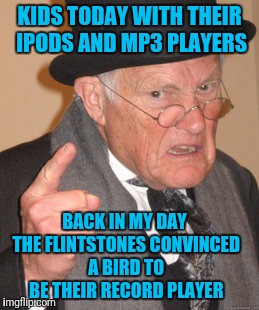 KIDS TODAY WITH THEIR
IPODS AND MP3 PLAYERS
BACK IN MY DAY
THE FLINTSTONES CONVINCED
A BIRD TO
BE THEIR RECORD PLAYER
imgflip.com